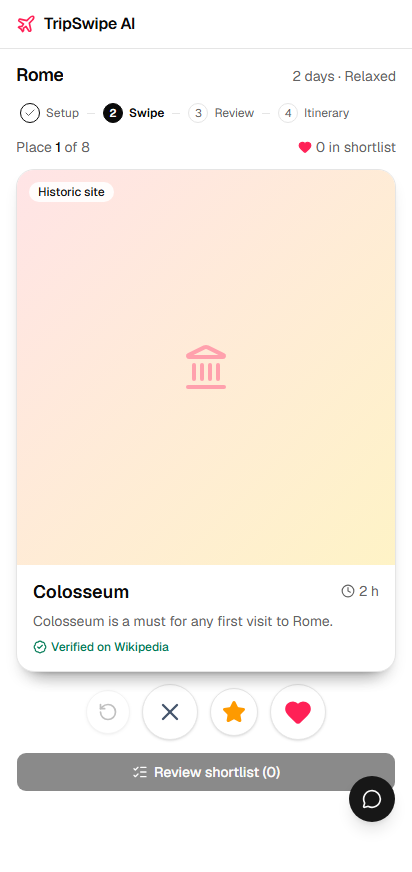 TripSwipe AI
Rome
2 days · Relaxed
Setup
2 Swipe
3 Review
4 Itinerary
Place 1 of 8
0 in shortlist
Historic site
Colosseum
2 h
Colosseum is a must for any first visit to Rome.
Verified on Wikipedia
Review shortlist (0)